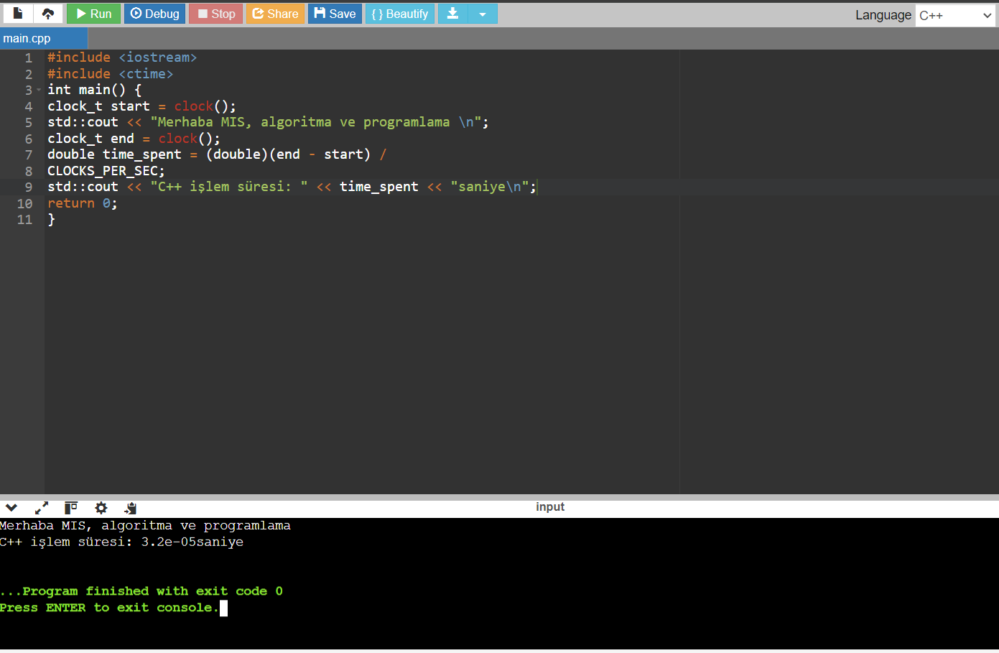 Run Debug Stop Share Save { } Beautify Language C++
main.cpp
1 #include <iostream>
2 #include <ctime>
3 int main() {
4 clock_t start = clock();
5 std::cout << "Merhaba MIS, algoritma ve programlama \n";
6 clock_t end = clock();
7 double time_spent = (double)(end - start) /
8 CLOCKS_PER_SEC;
9 std::cout << "C++ işlem süresi: " << time_spent << "saniye\n";
10 return 0;
11 }
input
Merhaba MIS, algoritma ve programlama
C++ işlem süresi: 3.2e-05saniye
...Program finished with exit code 0
Press ENTER to exit console.